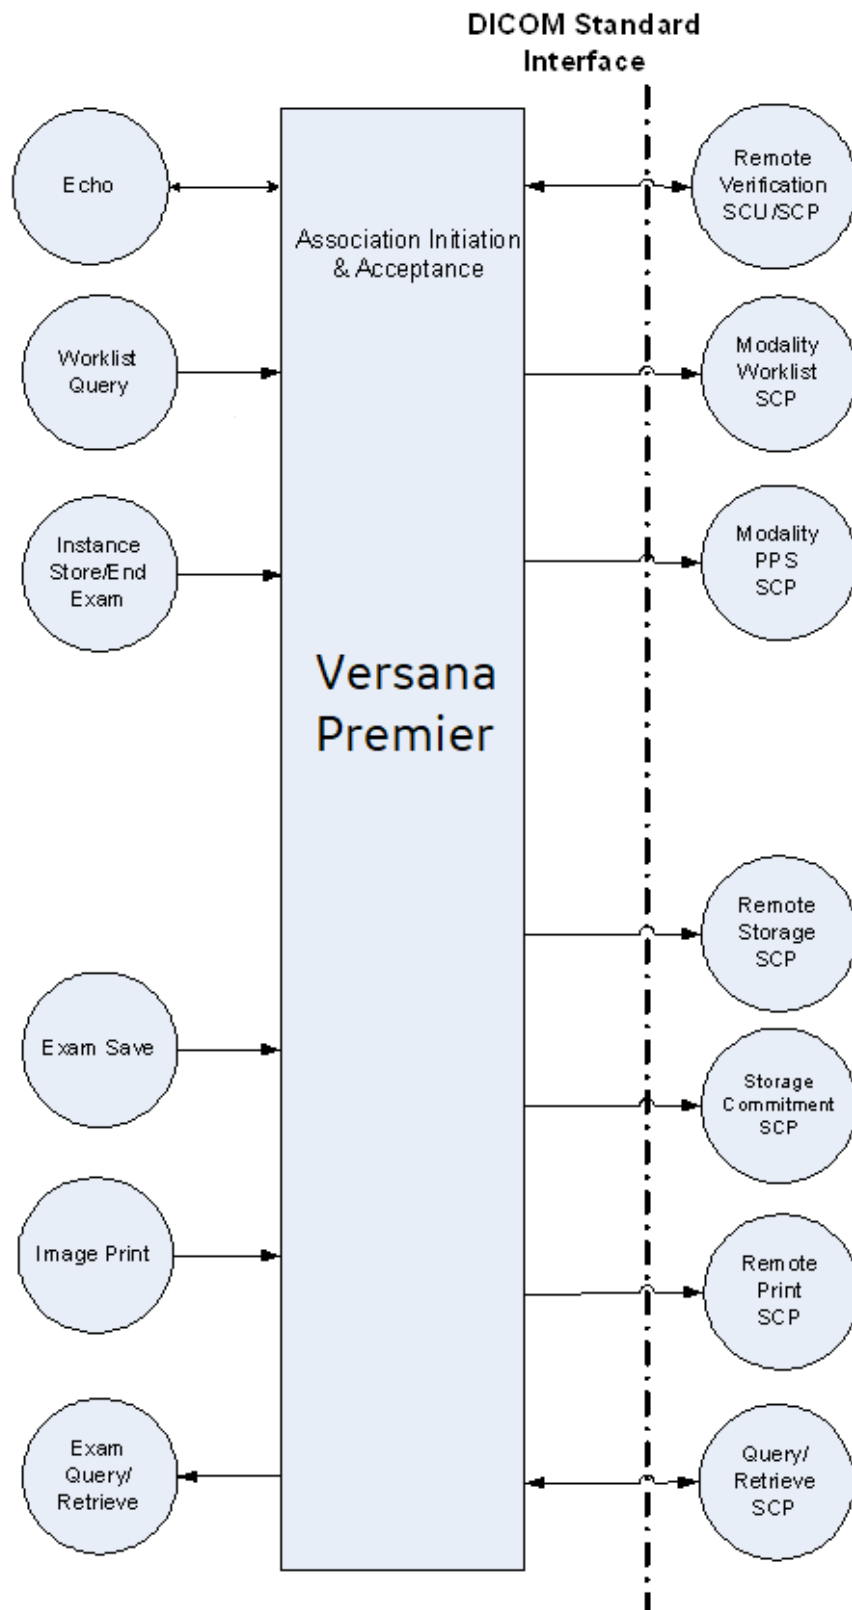 DICOM Standard
Interface
Echo
Association Initiation
& Acceptance
Remote
Verification
SCU/SCP
Worklist
Query
Modality
Worklist
SCP
Instance
Store/End
Exam
Modality
PPS
SCP
Versana
Premier
Remote
Storage
SCP
Exam Save
Storage
Commitment
SCP
Image Print
Remote
Print
SCP
Exam
Query/
Retrieve
Query/
Retrieve
SCP